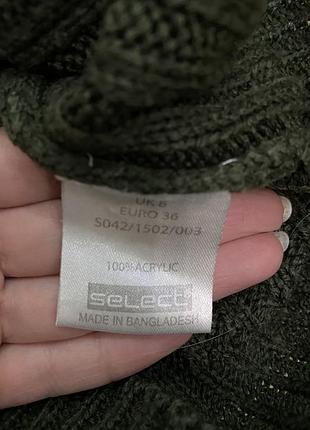 UK 8
EURO 36
S042/1502/003
100% ACRYLIC
select
MADE IN BANGLADESH